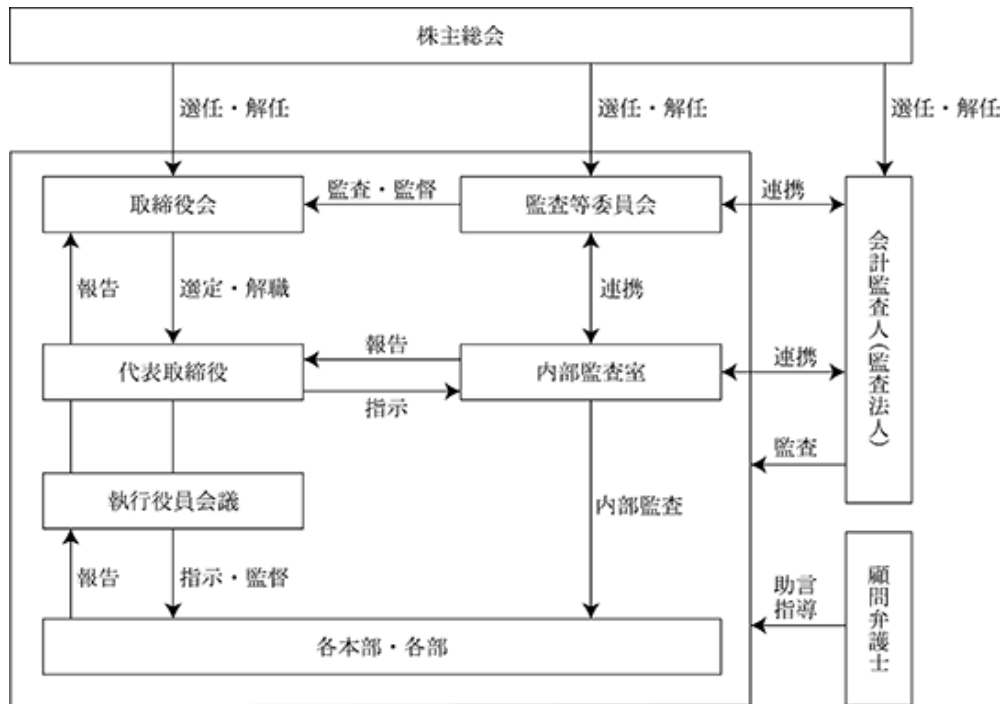 株主総会
選任・解任
選任・解任
選任・解任
取締役会
監査・監督
監査等委員会
連携
会計監査人(監査法人)
報告
選定・解職
連携
代表取締役
報告
指示
内部監査室
連携
監査
執行役員会議
内部監査
報告
指示・監督
助言
指導
顧問弁護士
各本部・各部